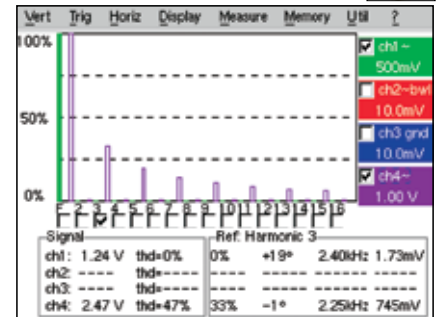 Vert Trig Horiz Display Measure Memory Util ?
100%
ch1 ~
500mV
ch2~bwl
10.0mV
50%
ch3 gnd
10.0mV
ch4~
0%
1.00 V
F 2 3 4 5 6 7 8 9 10 11 12 13 14 15 16
Signal Ref: Harmonic 3
ch1: 1.24 V thd=0% 0% +19° 2.40kHz 1.73mV
ch2: ---- thd=----
ch3: ---- thd=----
ch4: 2.47 V thd=47% 33% -1° 2.25kHz 745mV